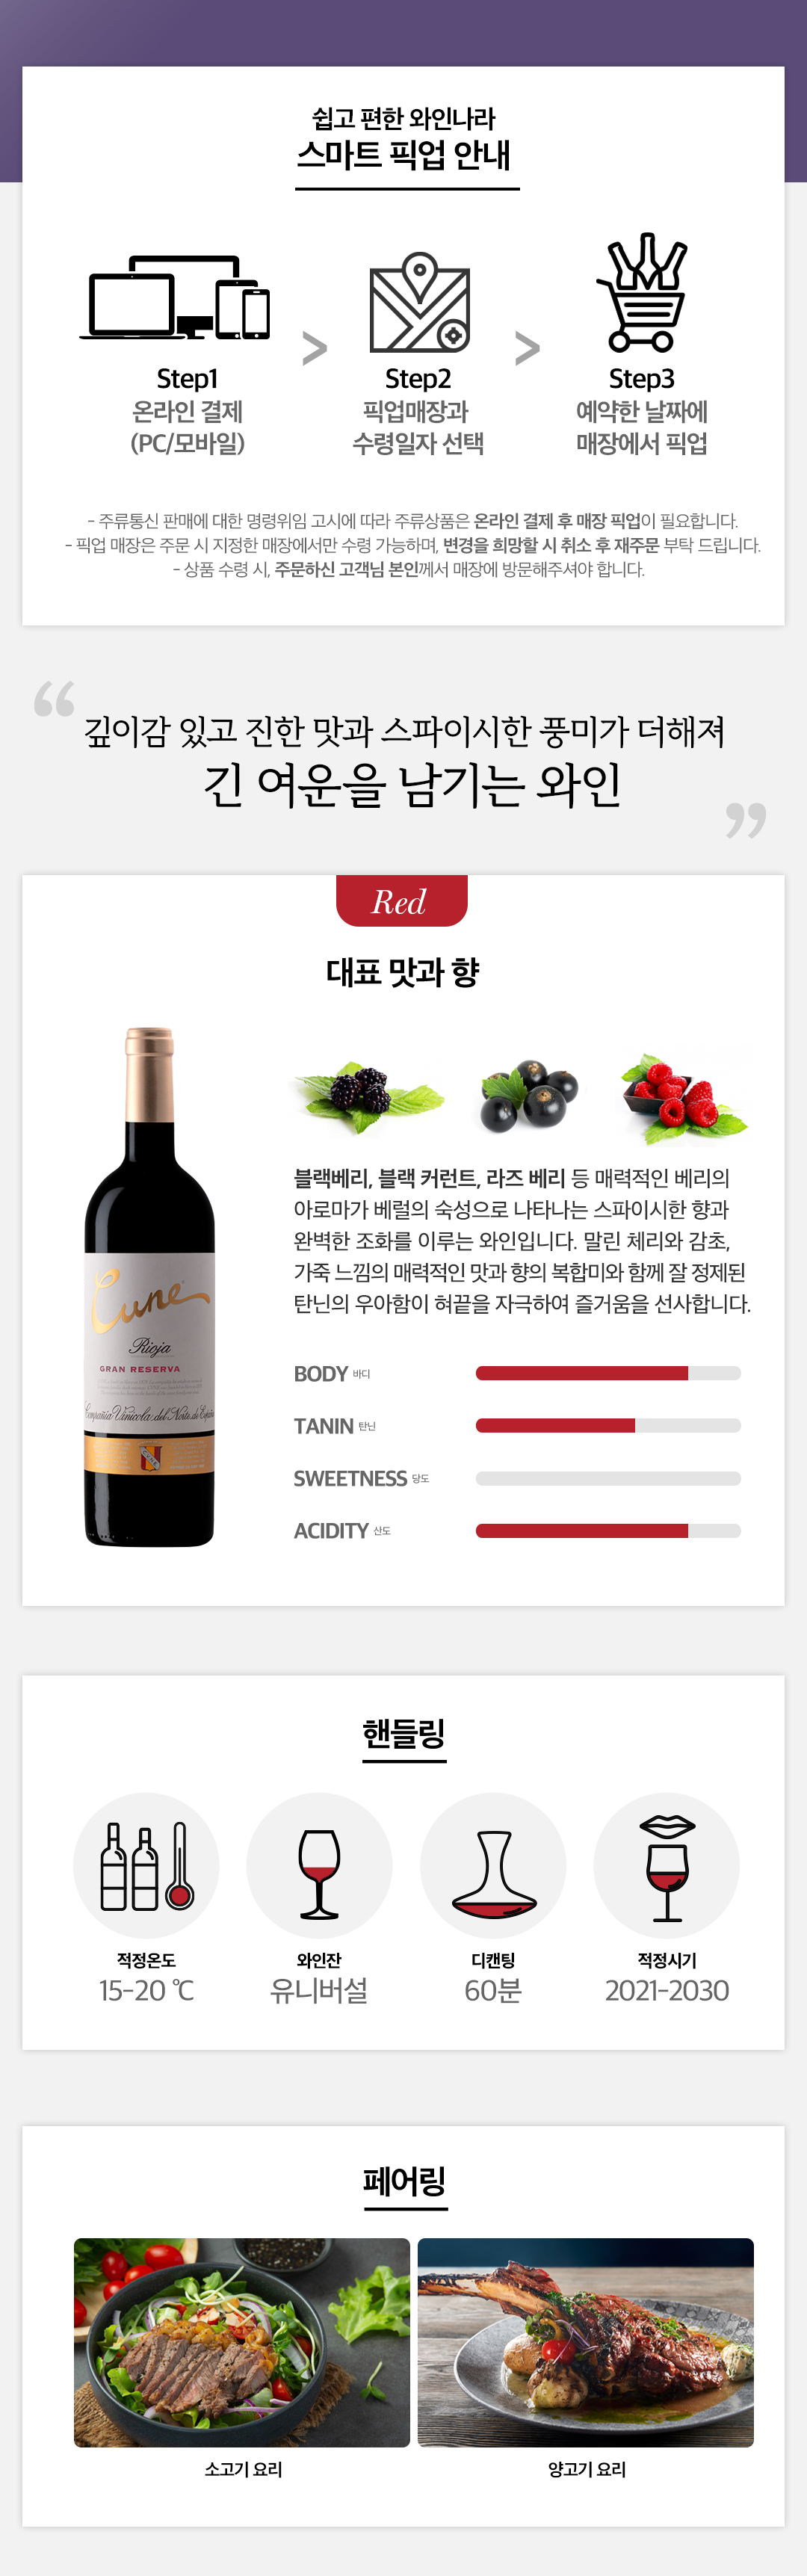 쉽고 편한 와인나라
스마트 픽업 안내
Step1
온라인 결제
(PC/모바일)
>
Step2
픽업매장과
수령일자 선택
>
Step3
예약한 날짜에
매장에서 픽업
- 주류통신 판매에 대한 명령위임 고시에 따라 주류상품은 온라인 결제 후 매장 픽업이 필요합니다.
- 픽업 매장은 주문 시 지정한 매장에서만 수령 가능하며, 변경을 희망할 시 취소 후 재주문 부탁 드립니다.
- 상품 수령 시, 주문하신 고객님 본인께서 매장에 방문해주셔야 합니다.
“ 깊이감 있고 진한 맛과 스파이시한 풍미가 더해져
긴 여운을 남기는 와인 ”
Red
대표 맛과 향
블랙베리, 블랙 커런트, 라즈 베리 등 매력적인 베리의
아로마가 베럴의 숙성으로 나타나는 스파이시한 향과
완벽한 조화를 이루는 와인입니다. 말린 체리와 감초,
가죽 느낌의 매력적인 맛과 향의 복합미와 함께 잘 정제된
탄닌의 우아함이 혀끝을 자극하여 즐거움을 선사합니다.
Cune
Rioja
GRAN RESERVA
Compañía Vinícola del Norte de España
BODY 바디
TANIN 탄닌
SWEETNESS 당도
ACIDITY 산도
핸들링
적정온도
15-20 ℃
와인잔
유니버설
디캔팅
60분
적정시기
2021-2030
페어링
소고기 요리
양고기 요리